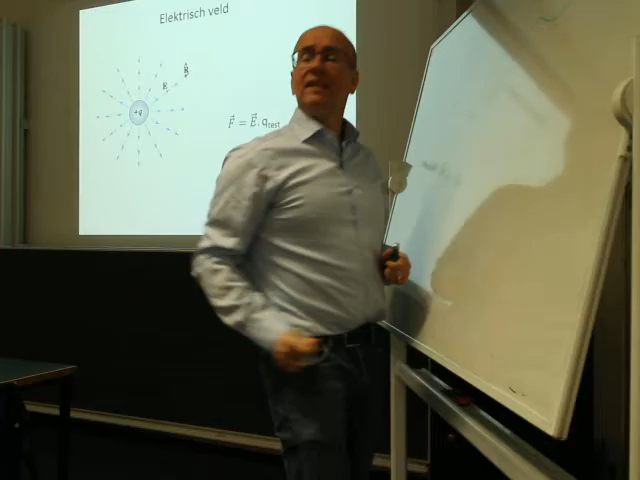 Elektrisch veld
E
+q
F⃗ = E⃗. q_test